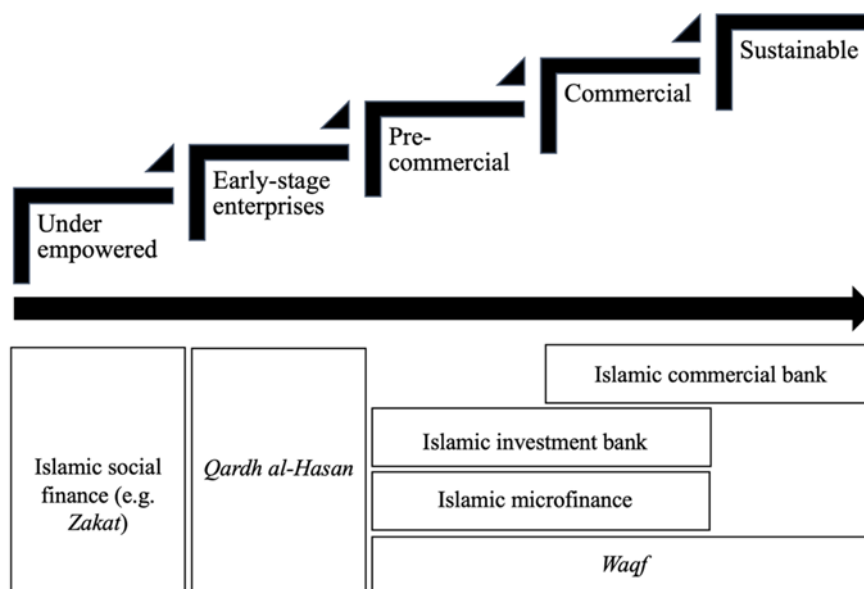 Sustainable
Commercial
Pre-
commercial
Early-stage
enterprises
Under
empowered
Islamic commercial bank
Islamic social
finance (e.g.
Zakat)
Qardh al-Hasan
Islamic investment bank
Islamic microfinance
Waqf